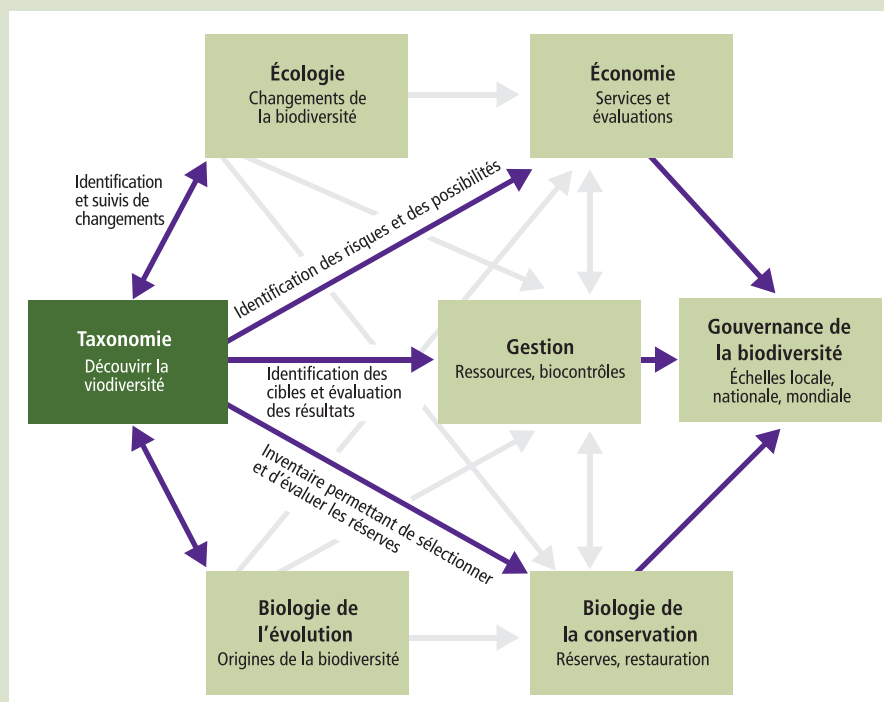 Écologie
Changements de
la biodiversité
Économie
Services et
évaluations
Identification
et suivis de
changements
Identification des risques et des possibilités
Taxonomie
Découvrir la
viodiversité
Identification des
cibles et évaluation
des résultats
Gestion
Ressources, biocontrôles
Gouvernance de
la biodiversité
Échelles locale,
nationale, mondiale
Inventaire permettant de sélectionner
et d'évaluer les réserves
Biologie de
l'évolution
Origines de la biodiversité
Biologie de
la conservation
Réserves, restauration